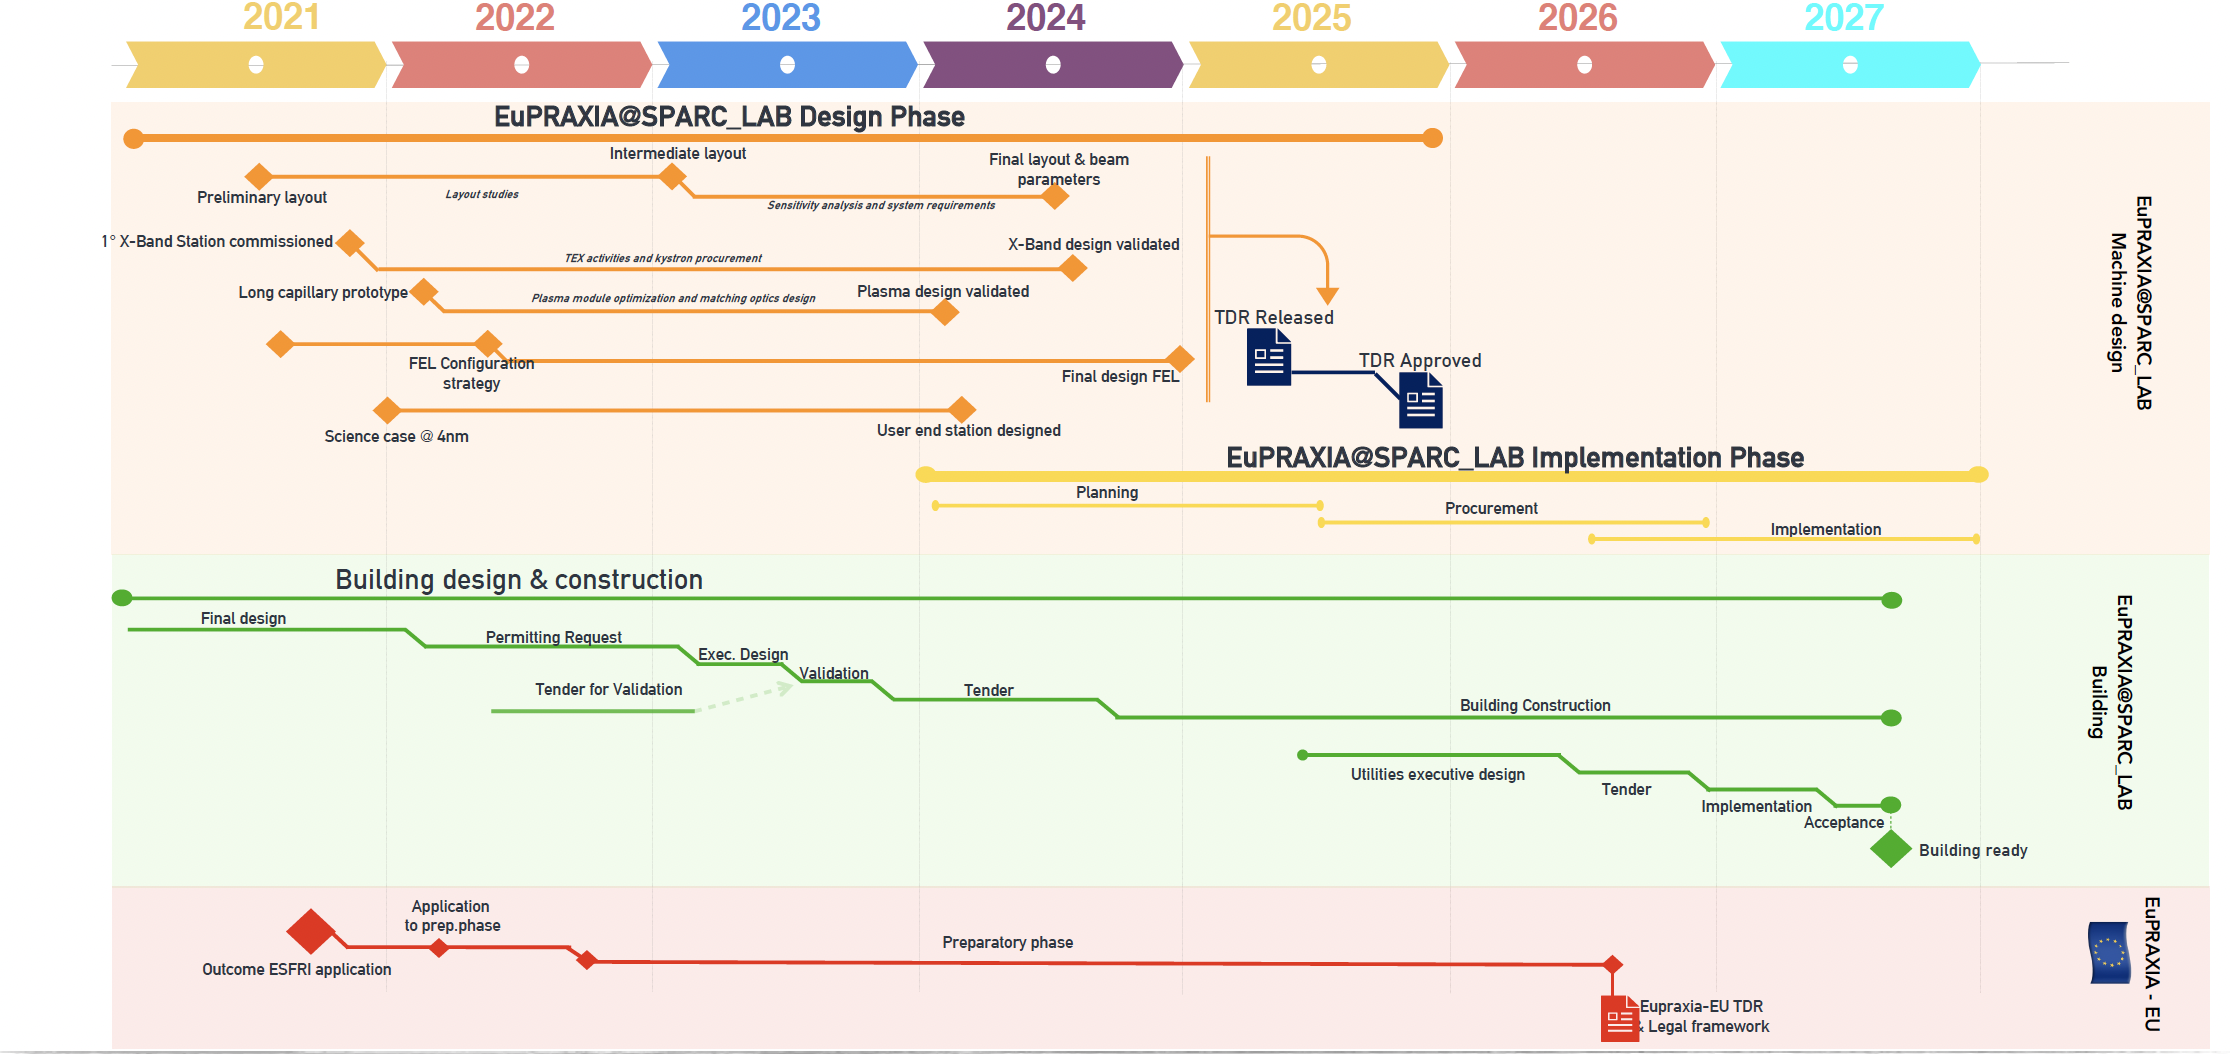 2021 2022 2023 2024 2025 2026 2027
EuPRAXIA@SPARC_LAB Design Phase
Intermediate layout
Final layout & beam
parameters
Preliminary layout
Layout studies
Sensitivity analysis and system requirements
1° X-Band Station commissioned
X-Band design validated
TEX activities and kystron procurement
Long capillary prototype
Plasma module optimization and matching optics design
Plasma design validated
TDR Released
FEL Configuration
strategy
Final design FEL
TDR Approved
Science case @ 4nm
User end station designed
EuPRAXIA@SPARC_LAB
Machine design
EuPRAXIA@SPARC_LAB Implementation Phase
Planning
Procurement
Implementation
Building design & construction
Final design
Permitting Request
Exec. Design
Validation
Tender for Validation
Tender
Building Construction
Utilities executive design
Tender
Implementation
Acceptance
Building ready
EuPRAXIA@SPARC_LAB
Building
Application
to prep.phase
Outcome ESFRI application
Preparatory phase
Eupraxia-EU TDR
& Legal framework
EuPRAXIA - EU